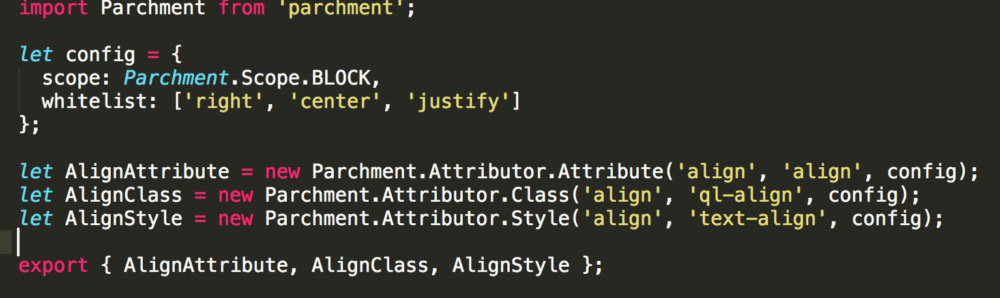 import Parchment from 'parchment';
let config = {
scope: Parchment.Scope.BLOCK,
whitelist: ['right', 'center', 'justify']
};
let AlignAttribute = new Parchment.Attributor.Attribute('align', 'align', config);
let AlignClass = new Parchment.Attributor.Class('align', 'ql-align', config);
let AlignStyle = new Parchment.Attributor.Style('align', 'text-align', config);
export { AlignAttribute, AlignClass, AlignStyle };